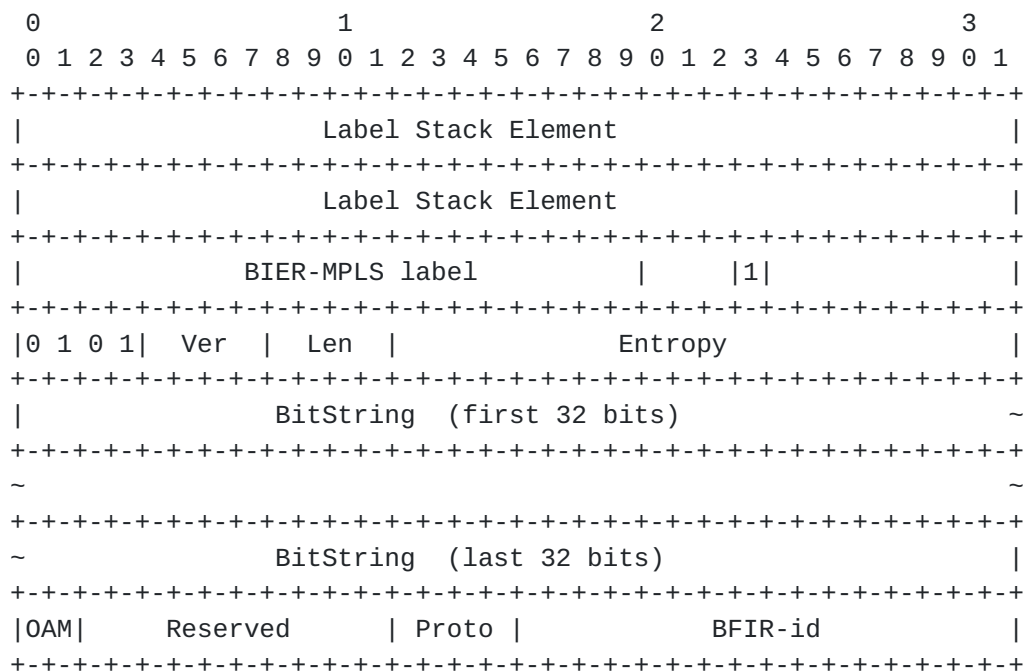 0                   1                   2                   3
 0 1 2 3 4 5 6 7 8 9 0 1 2 3 4 5 6 7 8 9 0 1 2 3 4 5 6 7 8 9 0 1
+-+-+-+-+-+-+-+-+-+-+-+-+-+-+-+-+-+-+-+-+-+-+-+-+-+-+-+-+-+-+-+-+
|                   Label Stack Element                         |
+-+-+-+-+-+-+-+-+-+-+-+-+-+-+-+-+-+-+-+-+-+-+-+-+-+-+-+-+-+-+-+-+
|                   Label Stack Element                         |
+-+-+-+-+-+-+-+-+-+-+-+-+-+-+-+-+-+-+-+-+-+-+-+-+-+-+-+-+-+-+-+-+
|              BIER-MPLS label          |     |1|               |
+-+-+-+-+-+-+-+-+-+-+-+-+-+-+-+-+-+-+-+-+-+-+-+-+-+-+-+-+-+-+-+-+
|0 1 0 1|  Ver  |  Len  |              Entropy                  |
+-+-+-+-+-+-+-+-+-+-+-+-+-+-+-+-+-+-+-+-+-+-+-+-+-+-+-+-+-+-+-+-+
|                BitString  (first 32 bits)                     ~
+-+-+-+-+-+-+-+-+-+-+-+-+-+-+-+-+-+-+-+-+-+-+-+-+-+-+-+-+-+-+-+-+
~                                                               ~
+-+-+-+-+-+-+-+-+-+-+-+-+-+-+-+-+-+-+-+-+-+-+-+-+-+-+-+-+-+-+-+-+
~                BitString  (last 32 bits)                      |
+-+-+-+-+-+-+-+-+-+-+-+-+-+-+-+-+-+-+-+-+-+-+-+-+-+-+-+-+-+-+-+-+
|OAM|     Reserved      | Proto |            BFIR-id            |
+-+-+-+-+-+-+-+-+-+-+-+-+-+-+-+-+-+-+-+-+-+-+-+-+-+-+-+-+-+-+-+-+